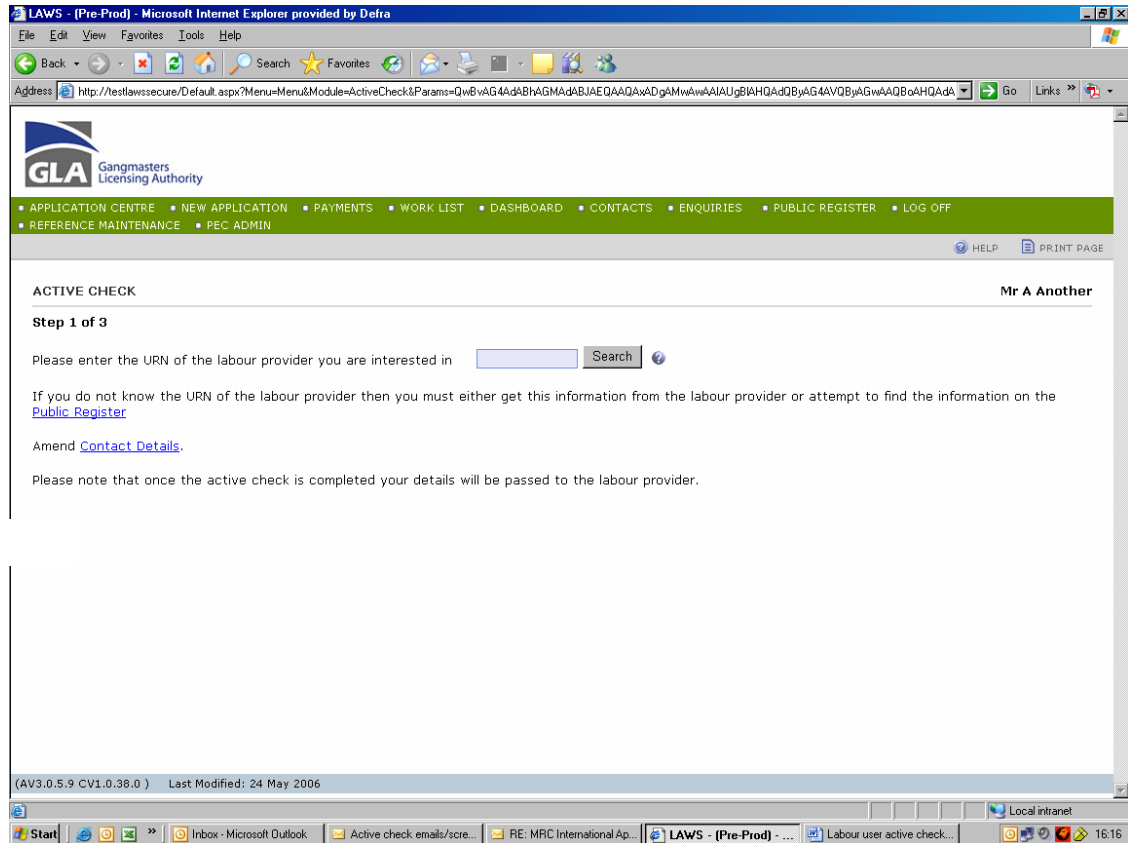 LAWS - (Pre-Prod) - Microsoft Internet Explorer provided by Defra
File Edit View Favorites Tools Help
Back Search Favorites
Address http://testlawssecure/Default.aspx?Menu=Menu&Module=ActiveCheck&Params= Go Links »
GLA Gangmasters
Licensing Authority
APPLICATION CENTRE NEW APPLICATION PAYMENTS WORK LIST DASHBOARD CONTACTS ENQUIRIES PUBLIC REGISTER LOG OFF
REFERENCE MAINTENANCE PEC ADMIN
HELP PRINT PAGE
ACTIVE CHECK Mr A Another
Step 1 of 3
Please enter the URN of the labour provider you are interested in Search
If you do not know the URN of the labour provider then you must either get this information from the labour provider or attempt to find the information on the
Public Register
Amend Contact Details.
Please note that once the active check is completed your details will be passed to the labour provider.
(AV3.0.5.9 CV1.0.38.0 ) Last Modified: 24 May 2006
Local intranet
Start » Inbox - Microsoft Outlook Active check emails/scre... RE: MRC International Ap... LAWS - (Pre-Prod) - ... Labour user active check... 16:16